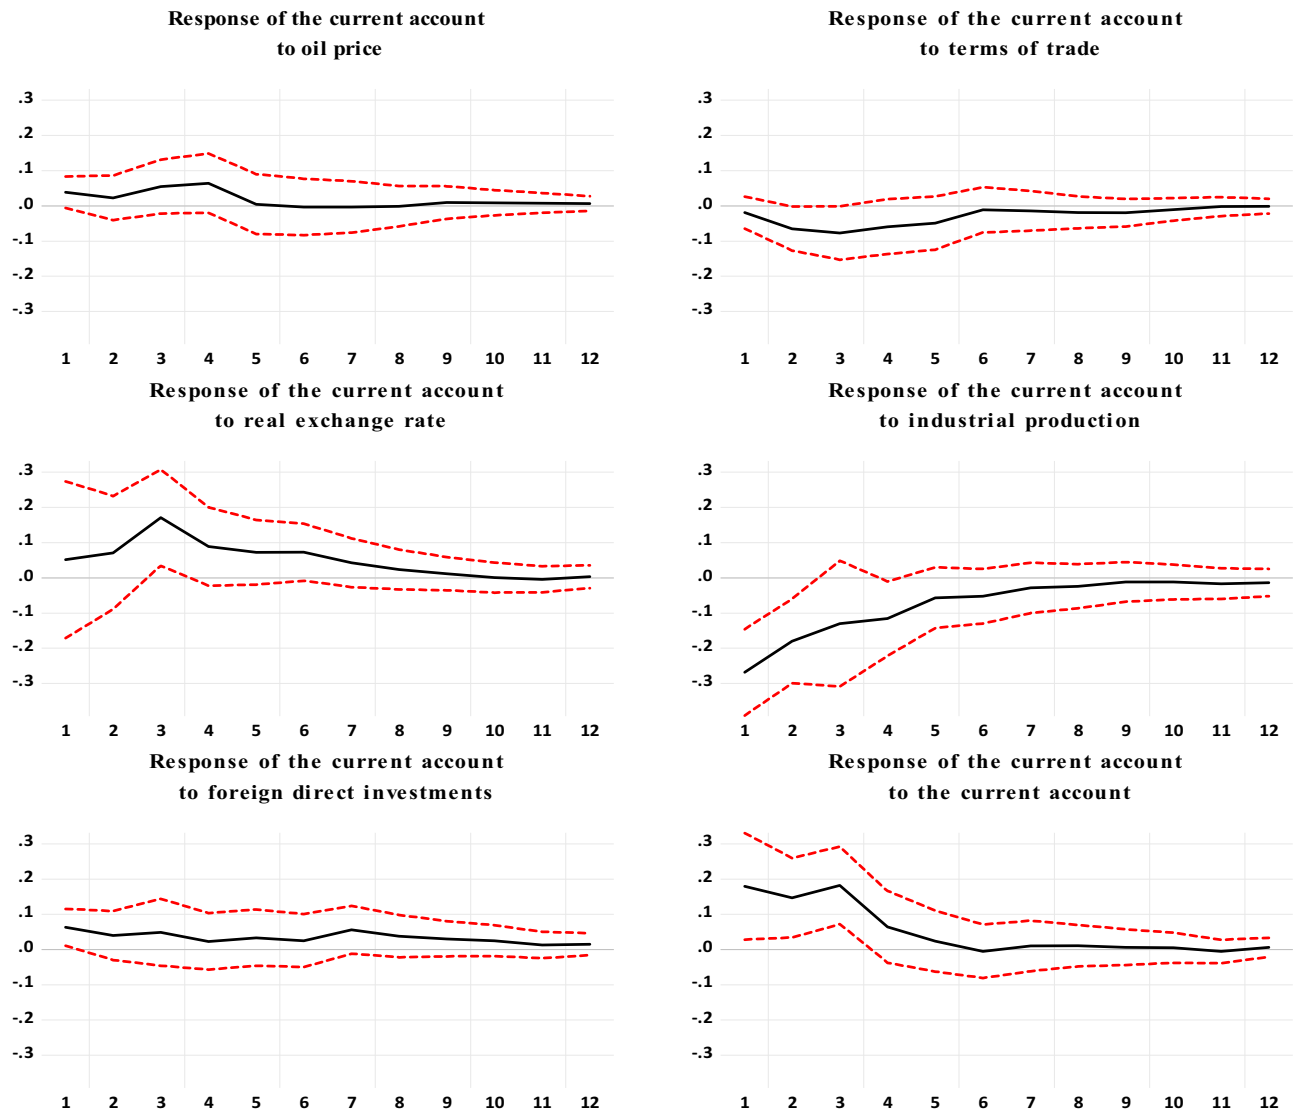 Response of the current account
to oil price
.3
.2
.1
.0
-.1
-.2
-.3
1 2 3 4 5 6 7 8 9 10 11 12
Response of the current account
to terms of trade
.3
.2
.1
.0
-.1
-.2
-.3
1 2 3 4 5 6 7 8 9 10 11 12
Response of the current account
to real exchange rate
.3
.2
.1
.0
-.1
-.2
-.3
1 2 3 4 5 6 7 8 9 10 11 12
Response of the current account
to industrial production
.3
.2
.1
.0
-.1
-.2
-.3
1 2 3 4 5 6 7 8 9 10 11 12
Response of the current account
to foreign direct investments
.3
.2
.1
.0
-.1
-.2
-.3
1 2 3 4 5 6 7 8 9 10 11 12
Response of the current account
to the current account
.3
.2
.1
.0
-.1
-.2
-.3
1 2 3 4 5 6 7 8 9 10 11 12